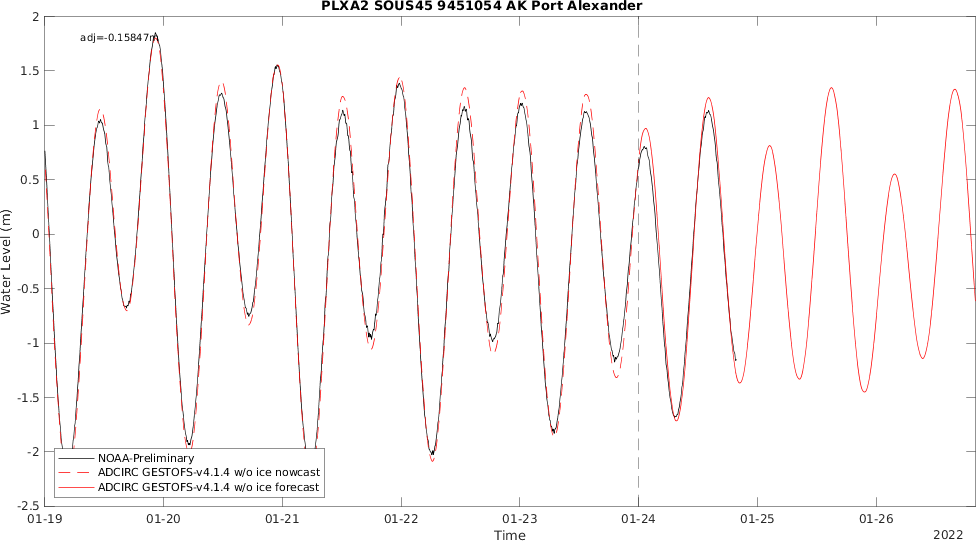 PLXA2 SOUS45 9451054 AK Port Alexander
adj=-0.15847m
2
1.5
1
0.5
0
-0.5
-1
-1.5
-2
-2.5
Water Level (m)
NOAA-Preliminary
ADCIRC GESTOFS-v4.1.4 w/o ice nowcast
ADCIRC GESTOFS-v4.1.4 w/o ice forecast
01-19 01-20 01-21 01-22 01-23 01-24 01-25 01-26
Time
2022